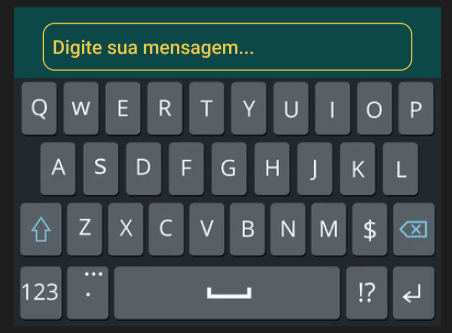 Digite sua mensagem...
Q W E R T Y U I O P
A S D F G H J K L
Z X C V B N M $
123 ... . !?